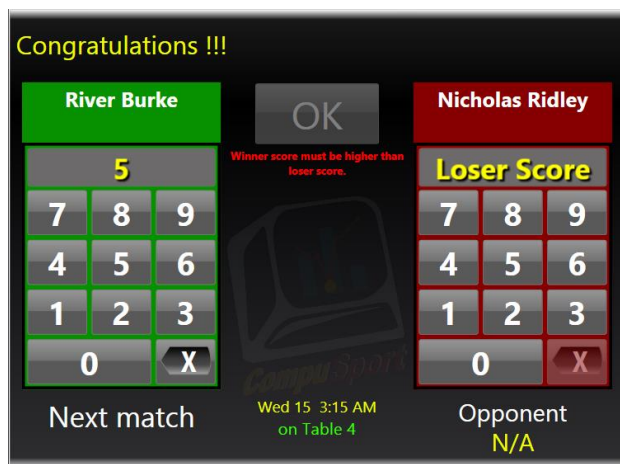 Congratulations !!!
River Burke
OK
Nicholas Ridley
Winner score must be higher than
loser score.
5
Loser Score
7 8 9
7 8 9
4 5 6
4 5 6
1 2 3
1 2 3
0 X
0 X
CompuSport
Next match
Wed 15 3:15 AM
on Table 4
Opponent
N/A